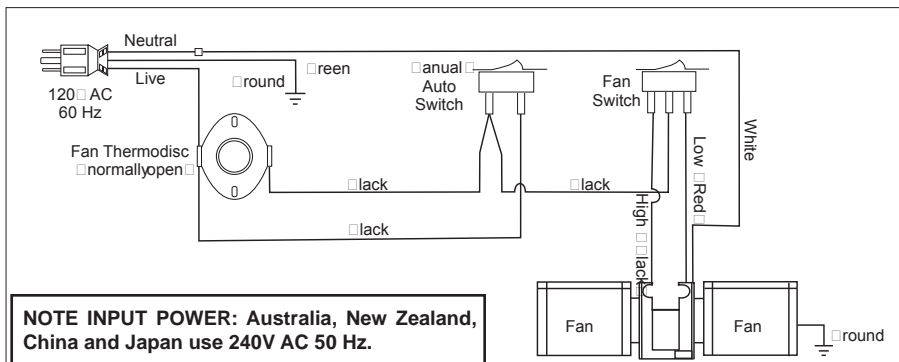 Neutral
Live
120□ AC
60 Hz
□round
□reen
□anual □
Auto
Switch
Fan
Switch
Fan Thermodisc
□normallyopen□
□lack
□lack
□lack
White
Low □Red□
High □□lack□
Fan
Fan
□round
NOTE INPUT POWER: Australia, New Zealand,
China and Japan use 240V AC 50 Hz.